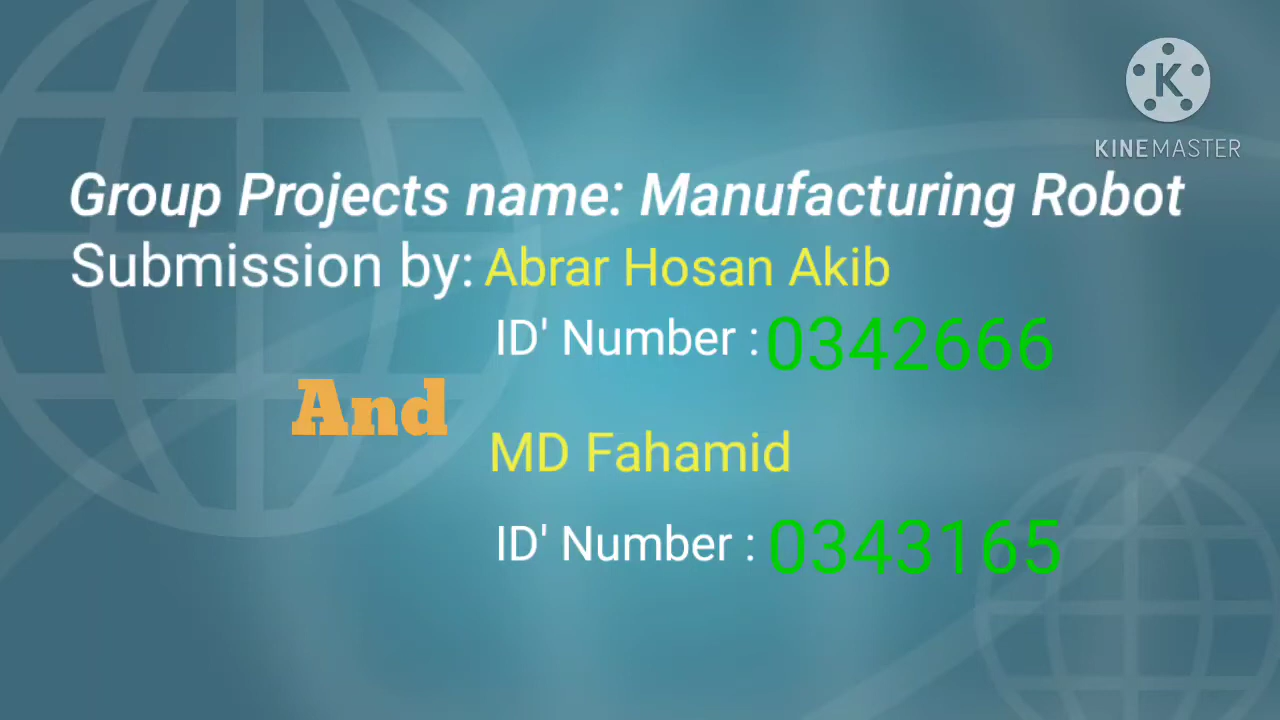 K
KINEMASTER
Group Projects name: Manufacturing Robot
Submission by: Abrar Hosan Akib
ID' Number : 0342666
And
MD Fahamid
ID' Number : 0343165